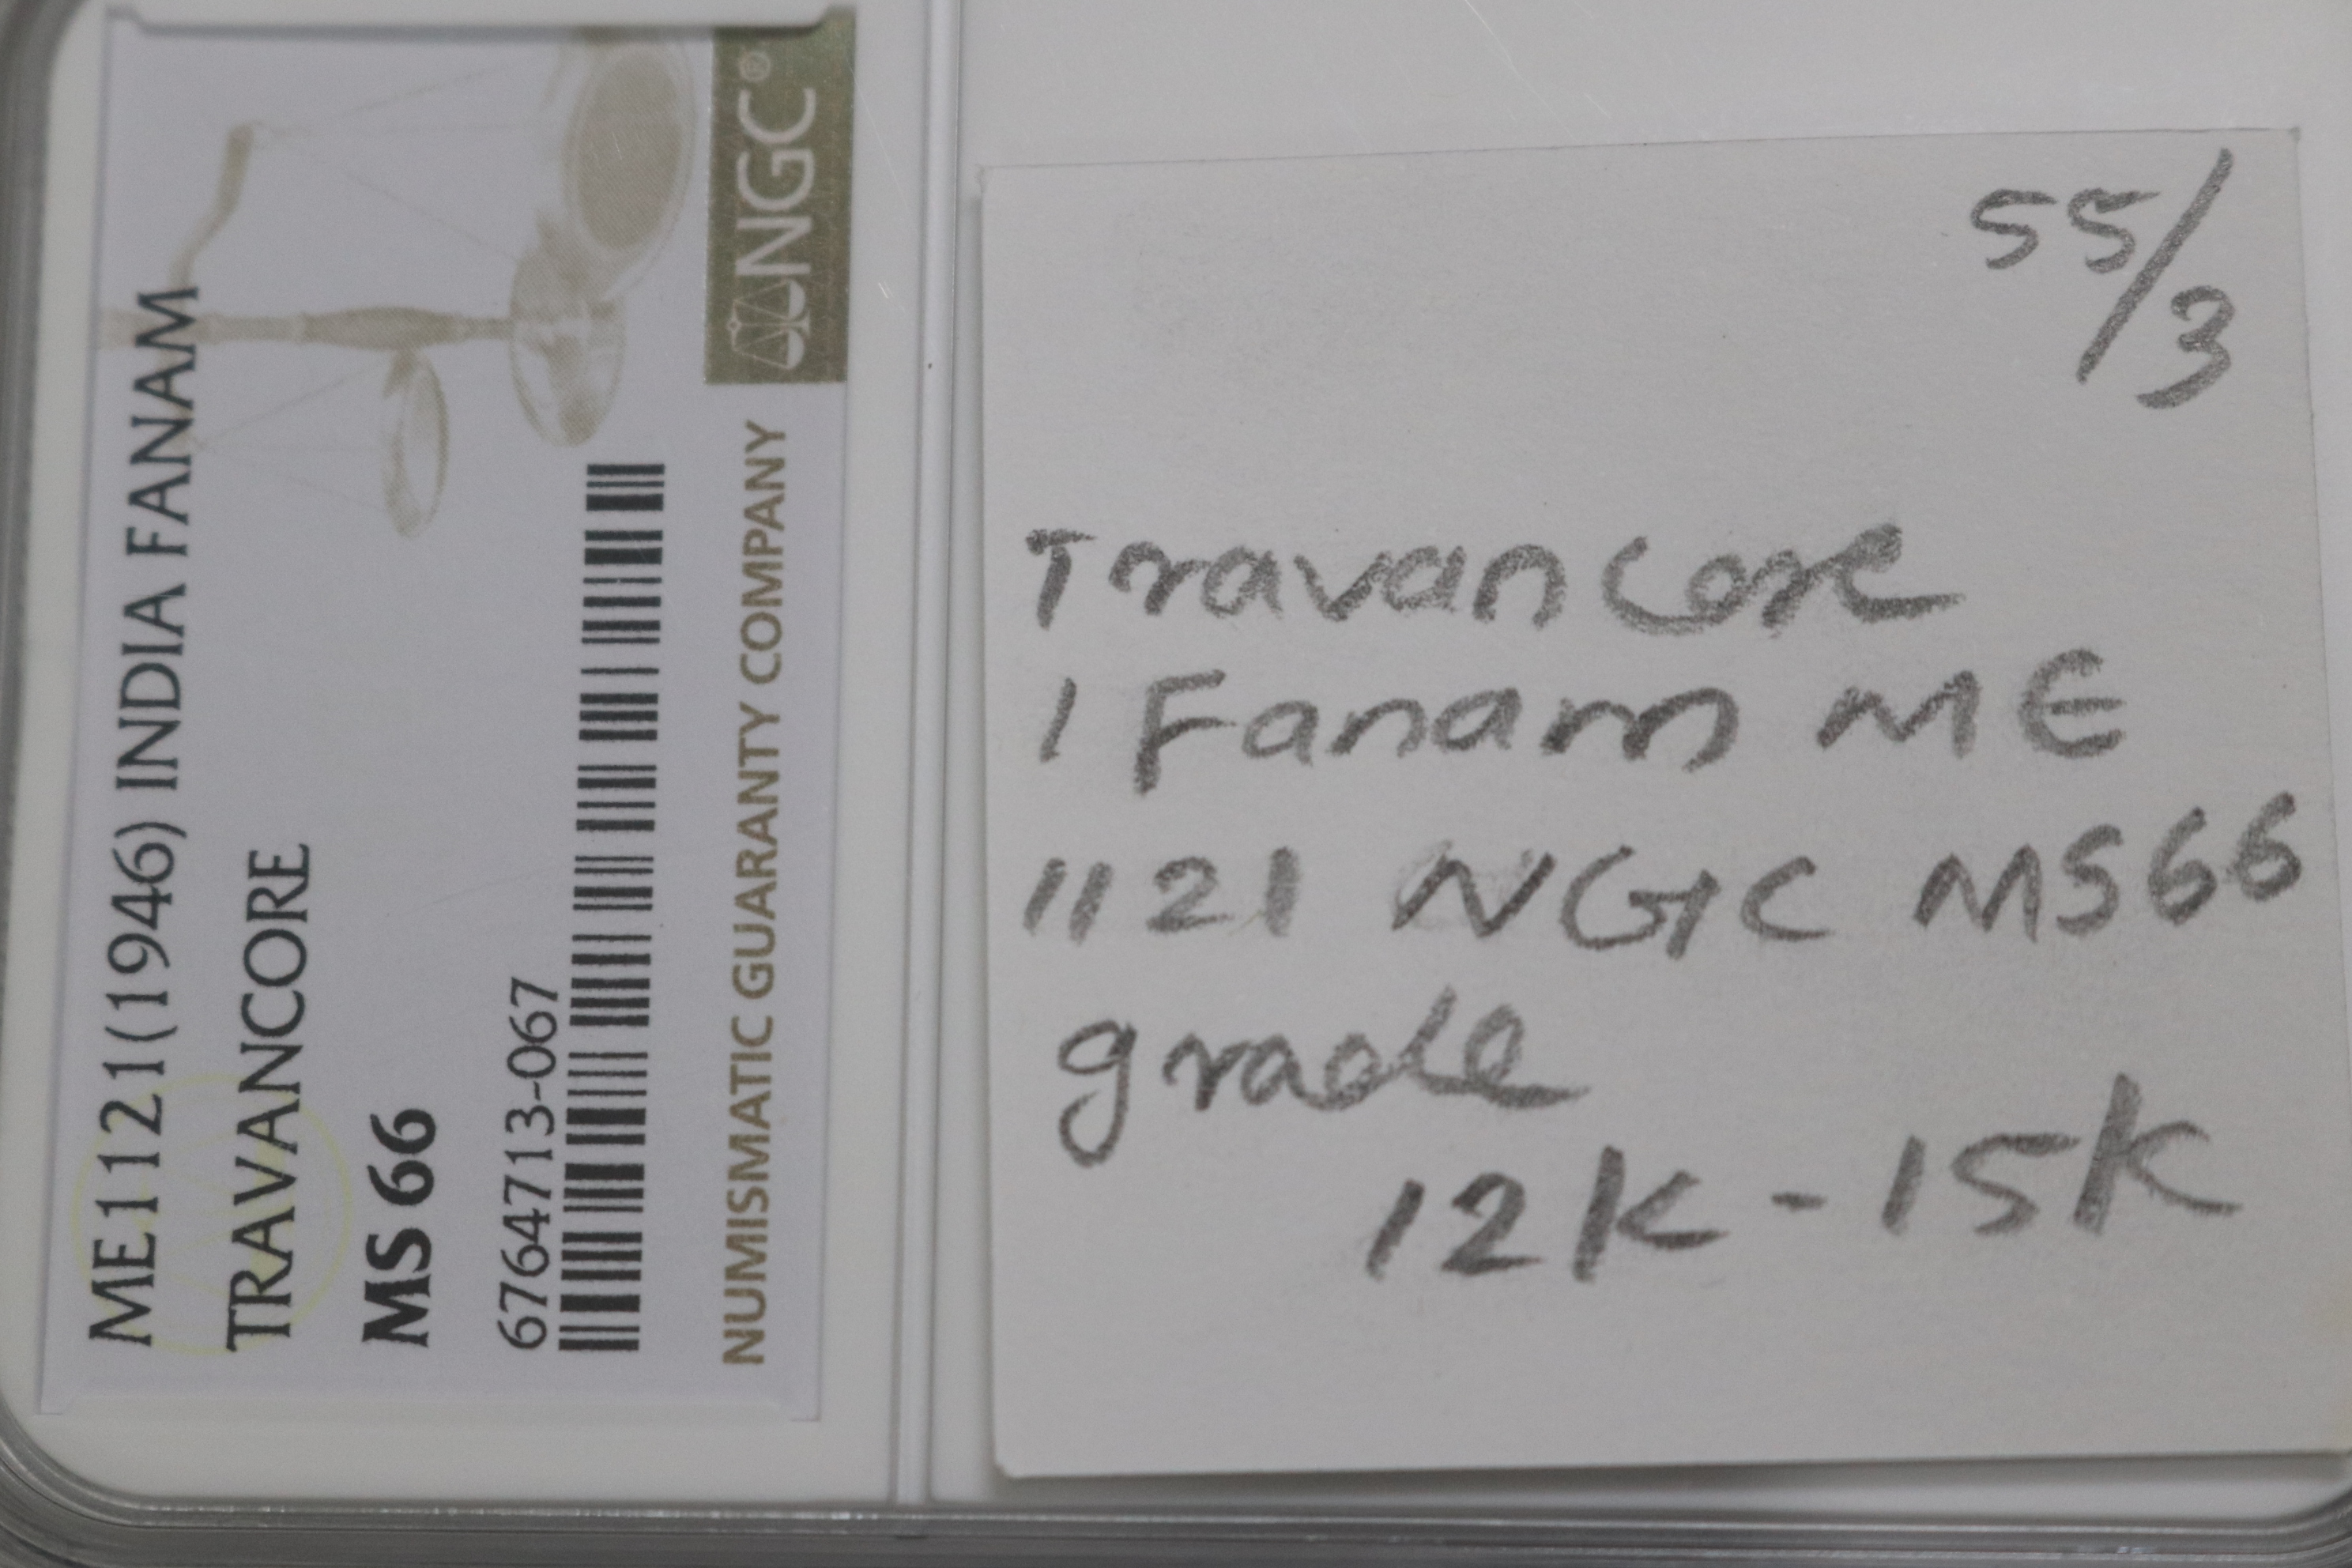 ME1121(1946) INDIA FANAM
TRAVANCORE
MS 66
6764713-067
NUMISMATIC GUARANTY COMPANY
NGC®
55/3
Travancore
1 Fanam ME
1121 NGC MS66
grade
12K - 15K